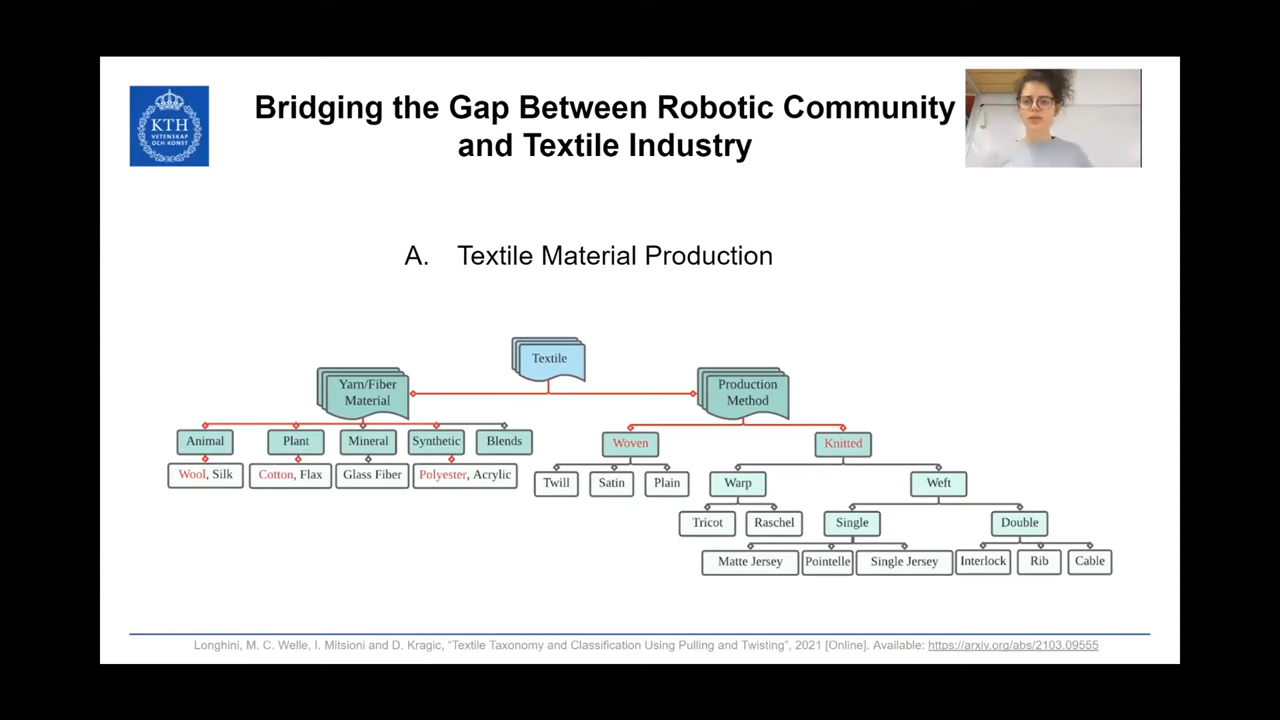 KTH
VETENSKAP
OCH KONST
Bridging the Gap Between Robotic Community
and Textile Industry
A. Textile Material Production
Textile
Yarn/Fiber
Material
Production
Method
Animal
Plant
Mineral
Synthetic
Blends
Woven
Knitted
Wool, Silk
Cotton, Flax
Glass Fiber
Polyester, Acrylic
Twill
Satin
Plain
Warp
Weft
Tricot
Raschel
Single
Double
Matte Jersey
Pointelle
Single Jersey
Interlock
Rib
Cable
Longhini, M. C. Welle, I. Mitsioni and D. Kragic, “Textile Taxonomy and Classification Using Pulling and Twisting”, 2021 [Online]. Available: https://arxiv.org/abs/2103.09555